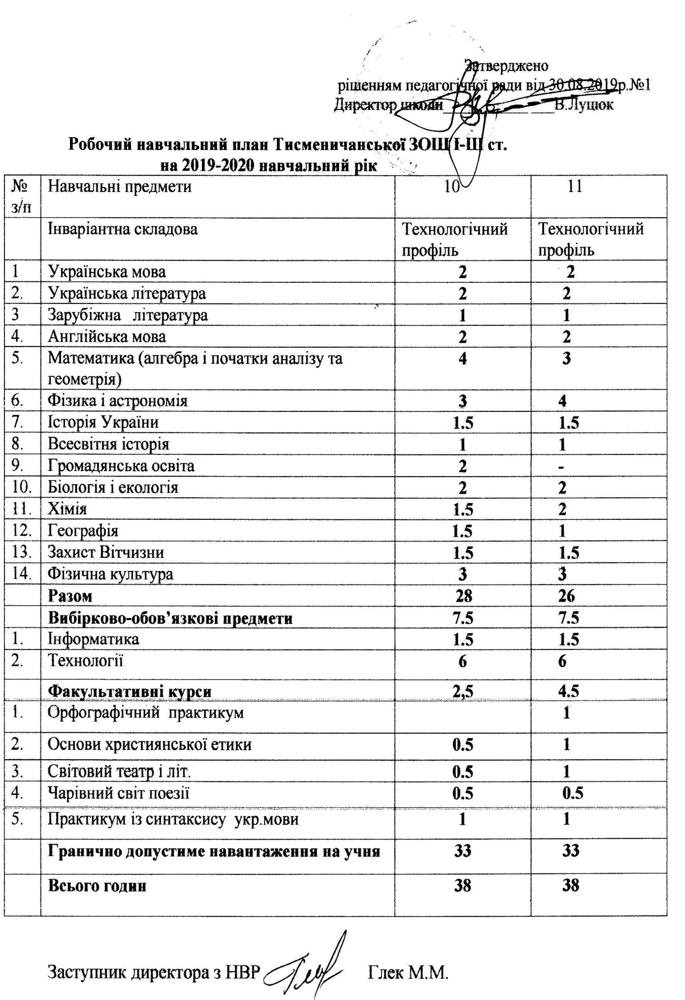 Затверджено
рішенням педагогічної ради від 30.08.2019р.№1
Директор школи В.Луцюк
Робочий навчальний план Тисменичанської ЗОШ І-ІІІ ст.
на 2019-2020 навчальний рік
№ Навчальні предмети 10 11
з/п
Інваріантна складова Технологічний Технологічний
профіль профіль
1 Українська мова 2 2
2. Українська література 2 2
3 Зарубіжна література 1 1
4. Англійська мова 2 2
5. Математика (алгебра і початки аналізу та 4 3
геометрія)
6. Фізика і астрономія 3 4
7. Історія України 1.5 1.5
8. Всесвітня історія 1 1
9. Громадянська освіта 2 -
10. Біологія і екологія 2 2
11. Хімія 1.5 2
12. Географія 1.5 1
13. Захист Вітчизни 1.5 1.5
14. Фізична культура 3 3
Разом 28 26
Вибірково-обов’язкові предмети 7.5 7.5
1. Інформатика 1.5 1.5
2. Технології 6 6
Факультативні курси 2,5 4.5
1. Орфографічний практикум 1
2. Основи християнської етики 0.5 1
3. Світовий театр і літ. 0.5 1
4. Чарівний світ поезії 0.5 0.5
5. Практикум із синтаксису укр.мови 1 1
Гранично допустиме навантаження на учня 33 33
Всього годин 38 38
Заступник директора з НВР Глек М.М.